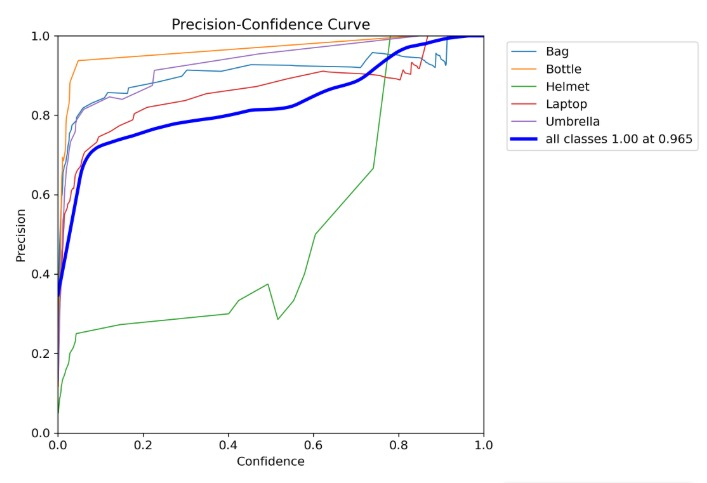 Precision-Confidence Curve
1.0
0.8
0.6
0.4
0.2
0.0
Precision
0.0 0.2 0.4 0.6 0.8 1.0
Confidence
Bag
Bottle
Helmet
Laptop
Umbrella
all classes 1.00 at 0.965